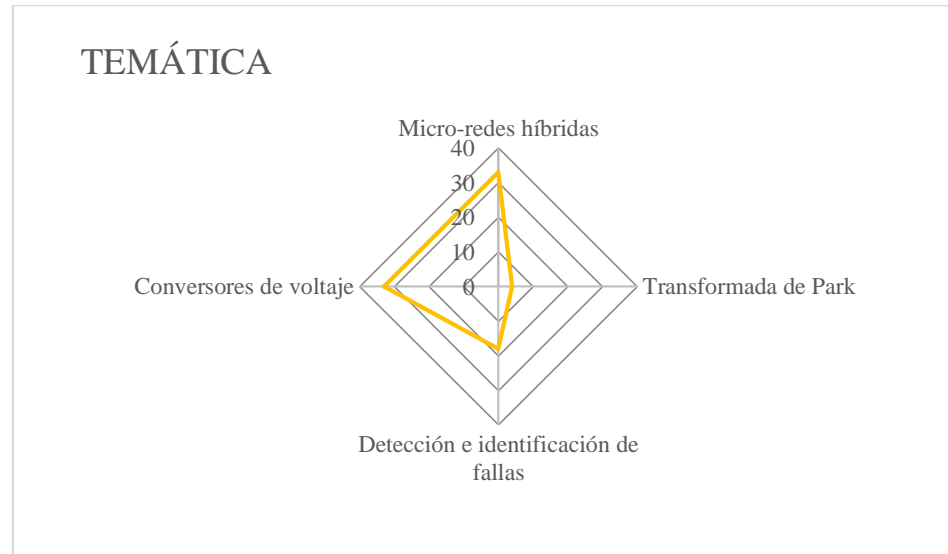 TEMÁTICA
Micro-redes híbridas
40
30
20
10
0
Conversores de voltaje
Transformada de Park
Detección e identificación de
fallas